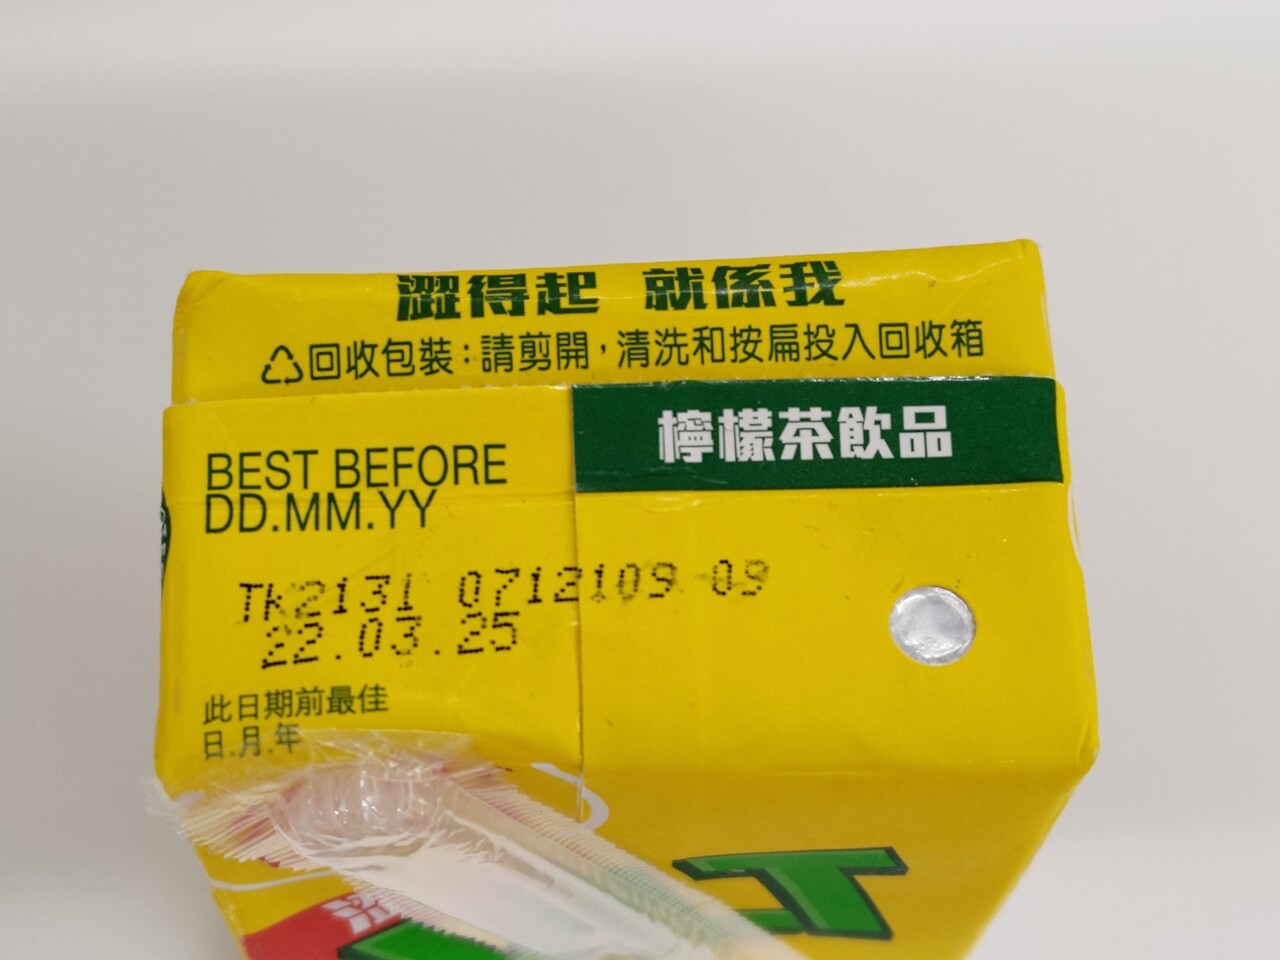 澀得起 就係我
回收包裝：請剪開，清洗和按扁投入回收箱
檸檬茶飲品
BEST BEFORE
DD.MM.YY
TK2131 0712109 09
22.03.25
此日期前最佳
日.月.年